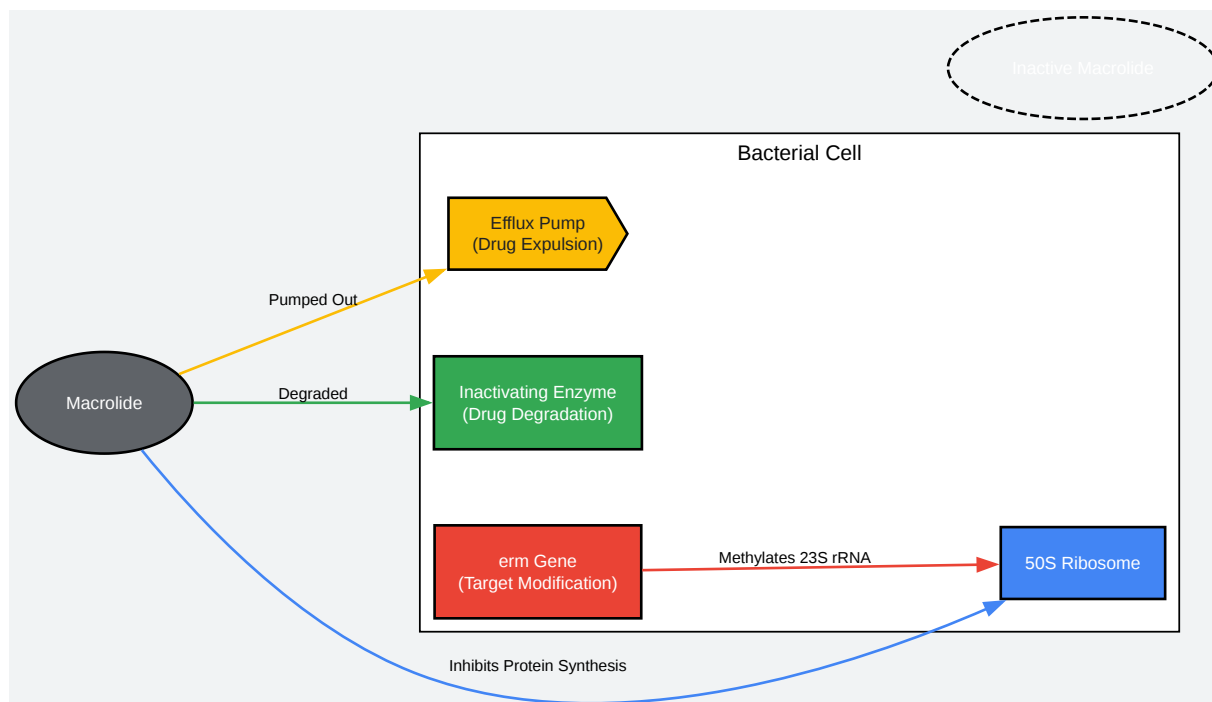 Inactive Macrolide
Bacterial Cell
Efflux Pump
(Drug Expulsion)
Pumped Out
Macrolide
Degraded
Inactivating Enzyme
(Drug Degradation)
erm Gene
(Target Modification)
Methylates 23S rRNA
50S Ribosome
Inhibits Protein Synthesis